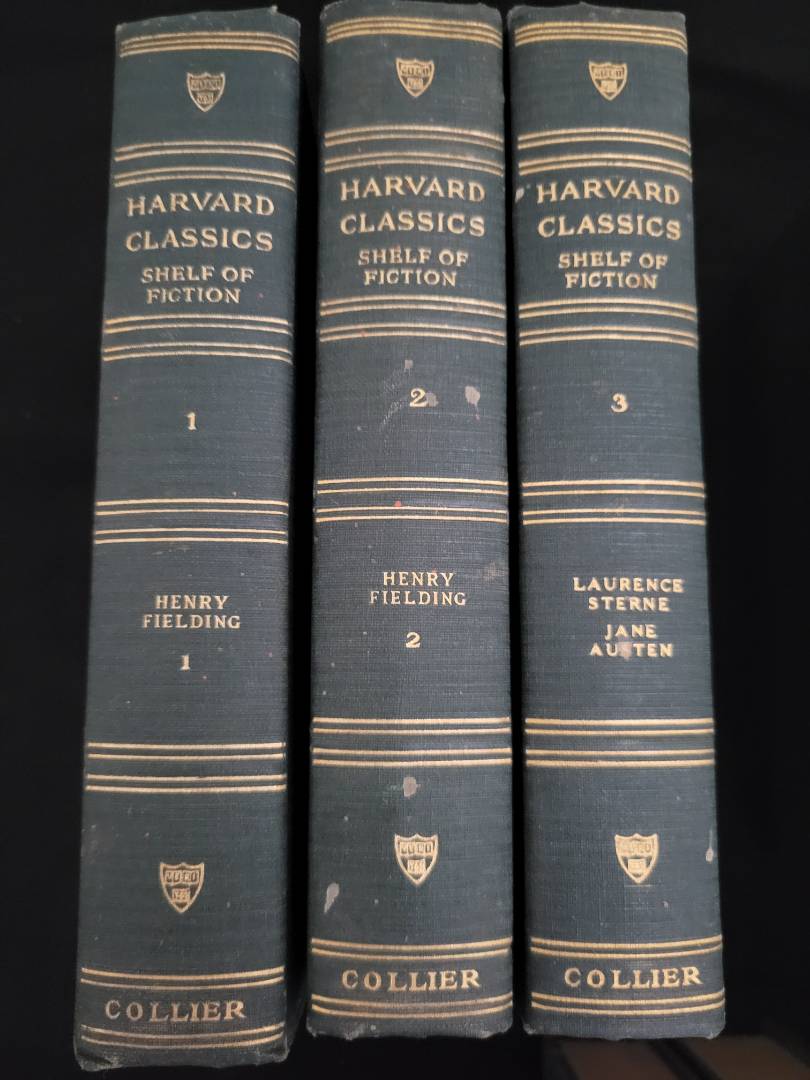 HARVARD
CLASSICS
SHELF OF
FICTION
1
HENRY
FIELDING
1
COLLIER
HARVARD
CLASSICS
SHELF OF
FICTION
2
HENRY
FIELDING
2
COLLIER
HARVARD
CLASSICS
SHELF OF
FICTION
3
LAURENCE
STERNE
JANE
AUSTEN
COLLIER